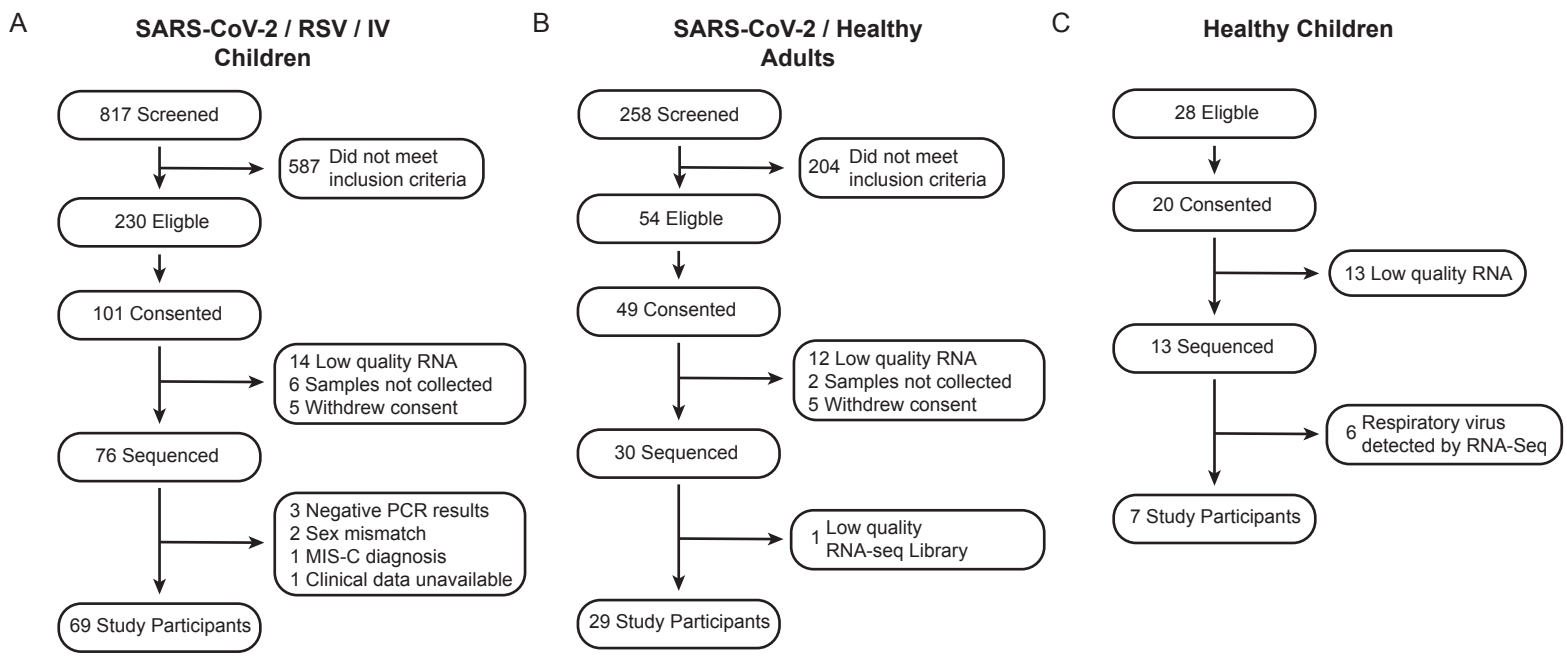 A
SARS-CoV-2 / RSV / IV
Children
817 Screened
587 Did not meet
inclusion criteria
230 Eligible
101 Consented
14 Low quality RNA
6 Samples not collected
5 Withdrew consent
76 Sequenced
3 Negative PCR results
2 Sex mismatch
1 MIS-C diagnosis
1 Clinical data unavailable
69 Study Participants
B
SARS-CoV-2 / Healthy
Adults
258 Screened
204 Did not meet
inclusion criteria
54 Eligible
49 Consented
12 Low quality RNA
2 Samples not collected
5 Withdrew consent
30 Sequenced
1 Low quality
RNA-seq Library
29 Study Participants
C
Healthy Children
28 Eligible
20 Consented
13 Low quality RNA
13 Sequenced
6 Respiratory virus
detected by RNA-Seq
7 Study Participants